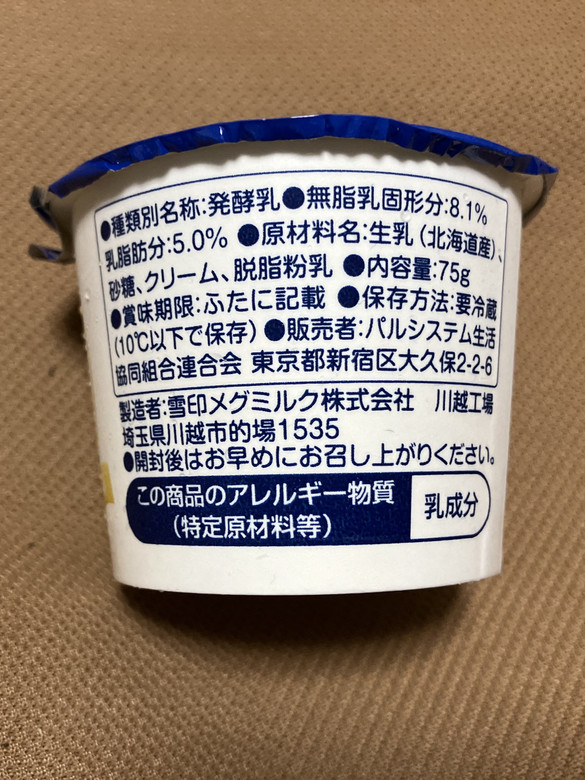 ●種類別名称:発酵乳●無脂乳固形分:8.1%
乳脂肪分:5.0% ●原材料名:生乳(北海道産)、
砂糖、クリーム、脱脂粉乳 ●内容量:75g
●賞味期限:ふたに記載 ●保存方法:要冷蔵
(10℃以下で保存)●販売者:パルシステム生活
協同組合連合会 東京都新宿区大久保2-2-6
製造者:雪印メグミルク株式会社 川越工場
埼玉県川越市的場1535
●開封後はお早めにお召し上がりください。
この商品のアレルギー物質
(特定原材料等)
乳成分